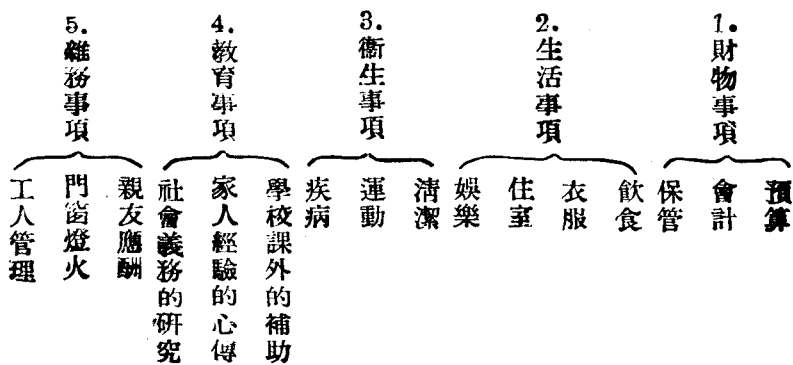 1.財物事項
預算
會計
保管
2.生活事項
飲食
衣服
住室
娛樂
3.衞生事項
清潔
運動
疾病
4.教育事項
學校課外的補助
家人經驗的心傳
社會義務的研究
5.雜務事項
親友應酬
門窗燈火
工人管理